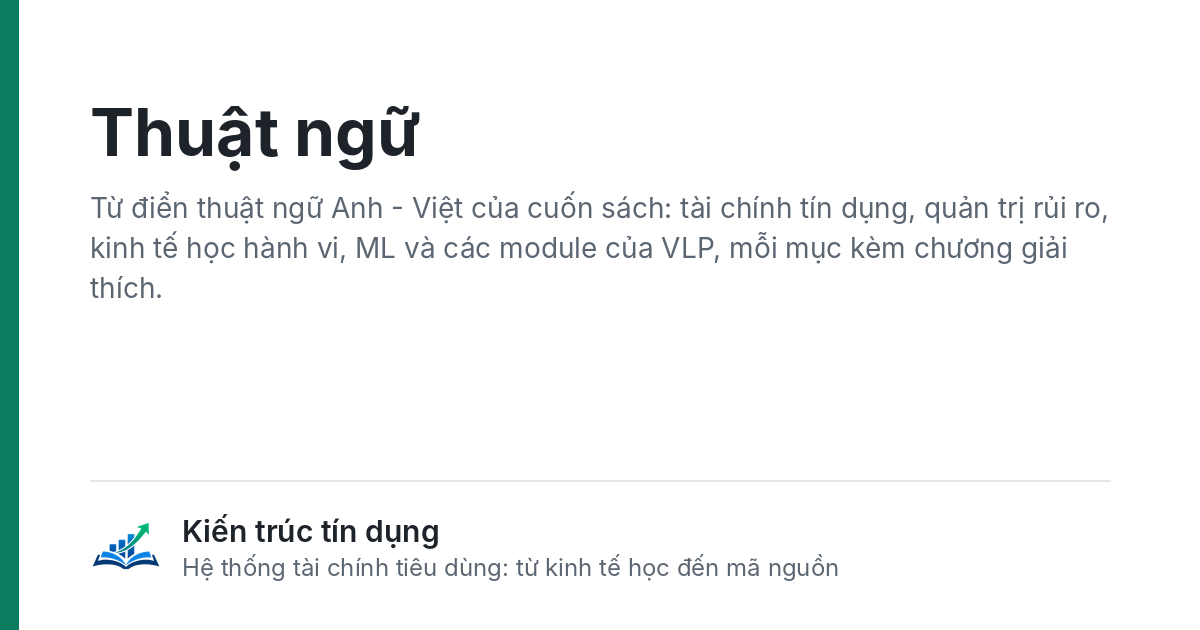 Thuật ngữ
Từ điển thuật ngữ Anh - Việt của cuốn sách: tài chính tín dụng, quản trị rủi ro,
kinh tế học hành vi, ML và các module của VLP, mỗi mục kèm chương giải
thích.
Kiến trúc tín dụng
Hệ thống tài chính tiêu dùng: từ kinh tế học đến mã nguồn